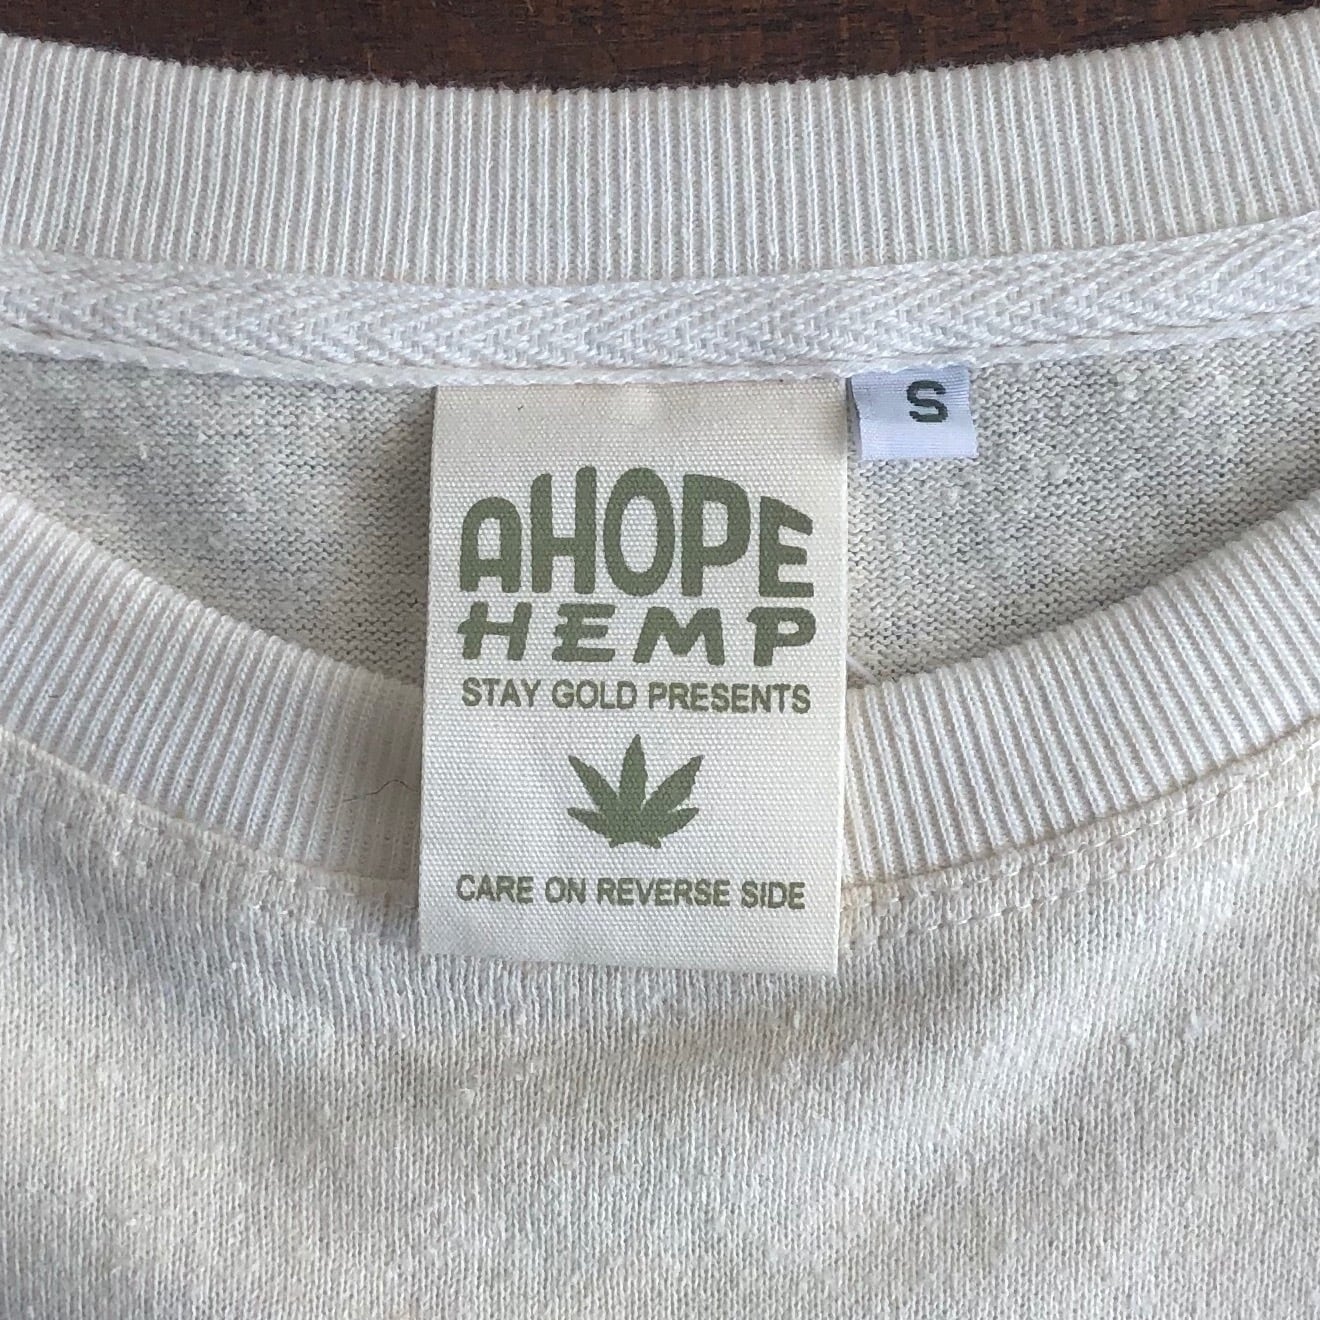 S
AHOPE
HEMP
STAY GOLD PRESENTS
CARE ON REVERSE SIDE